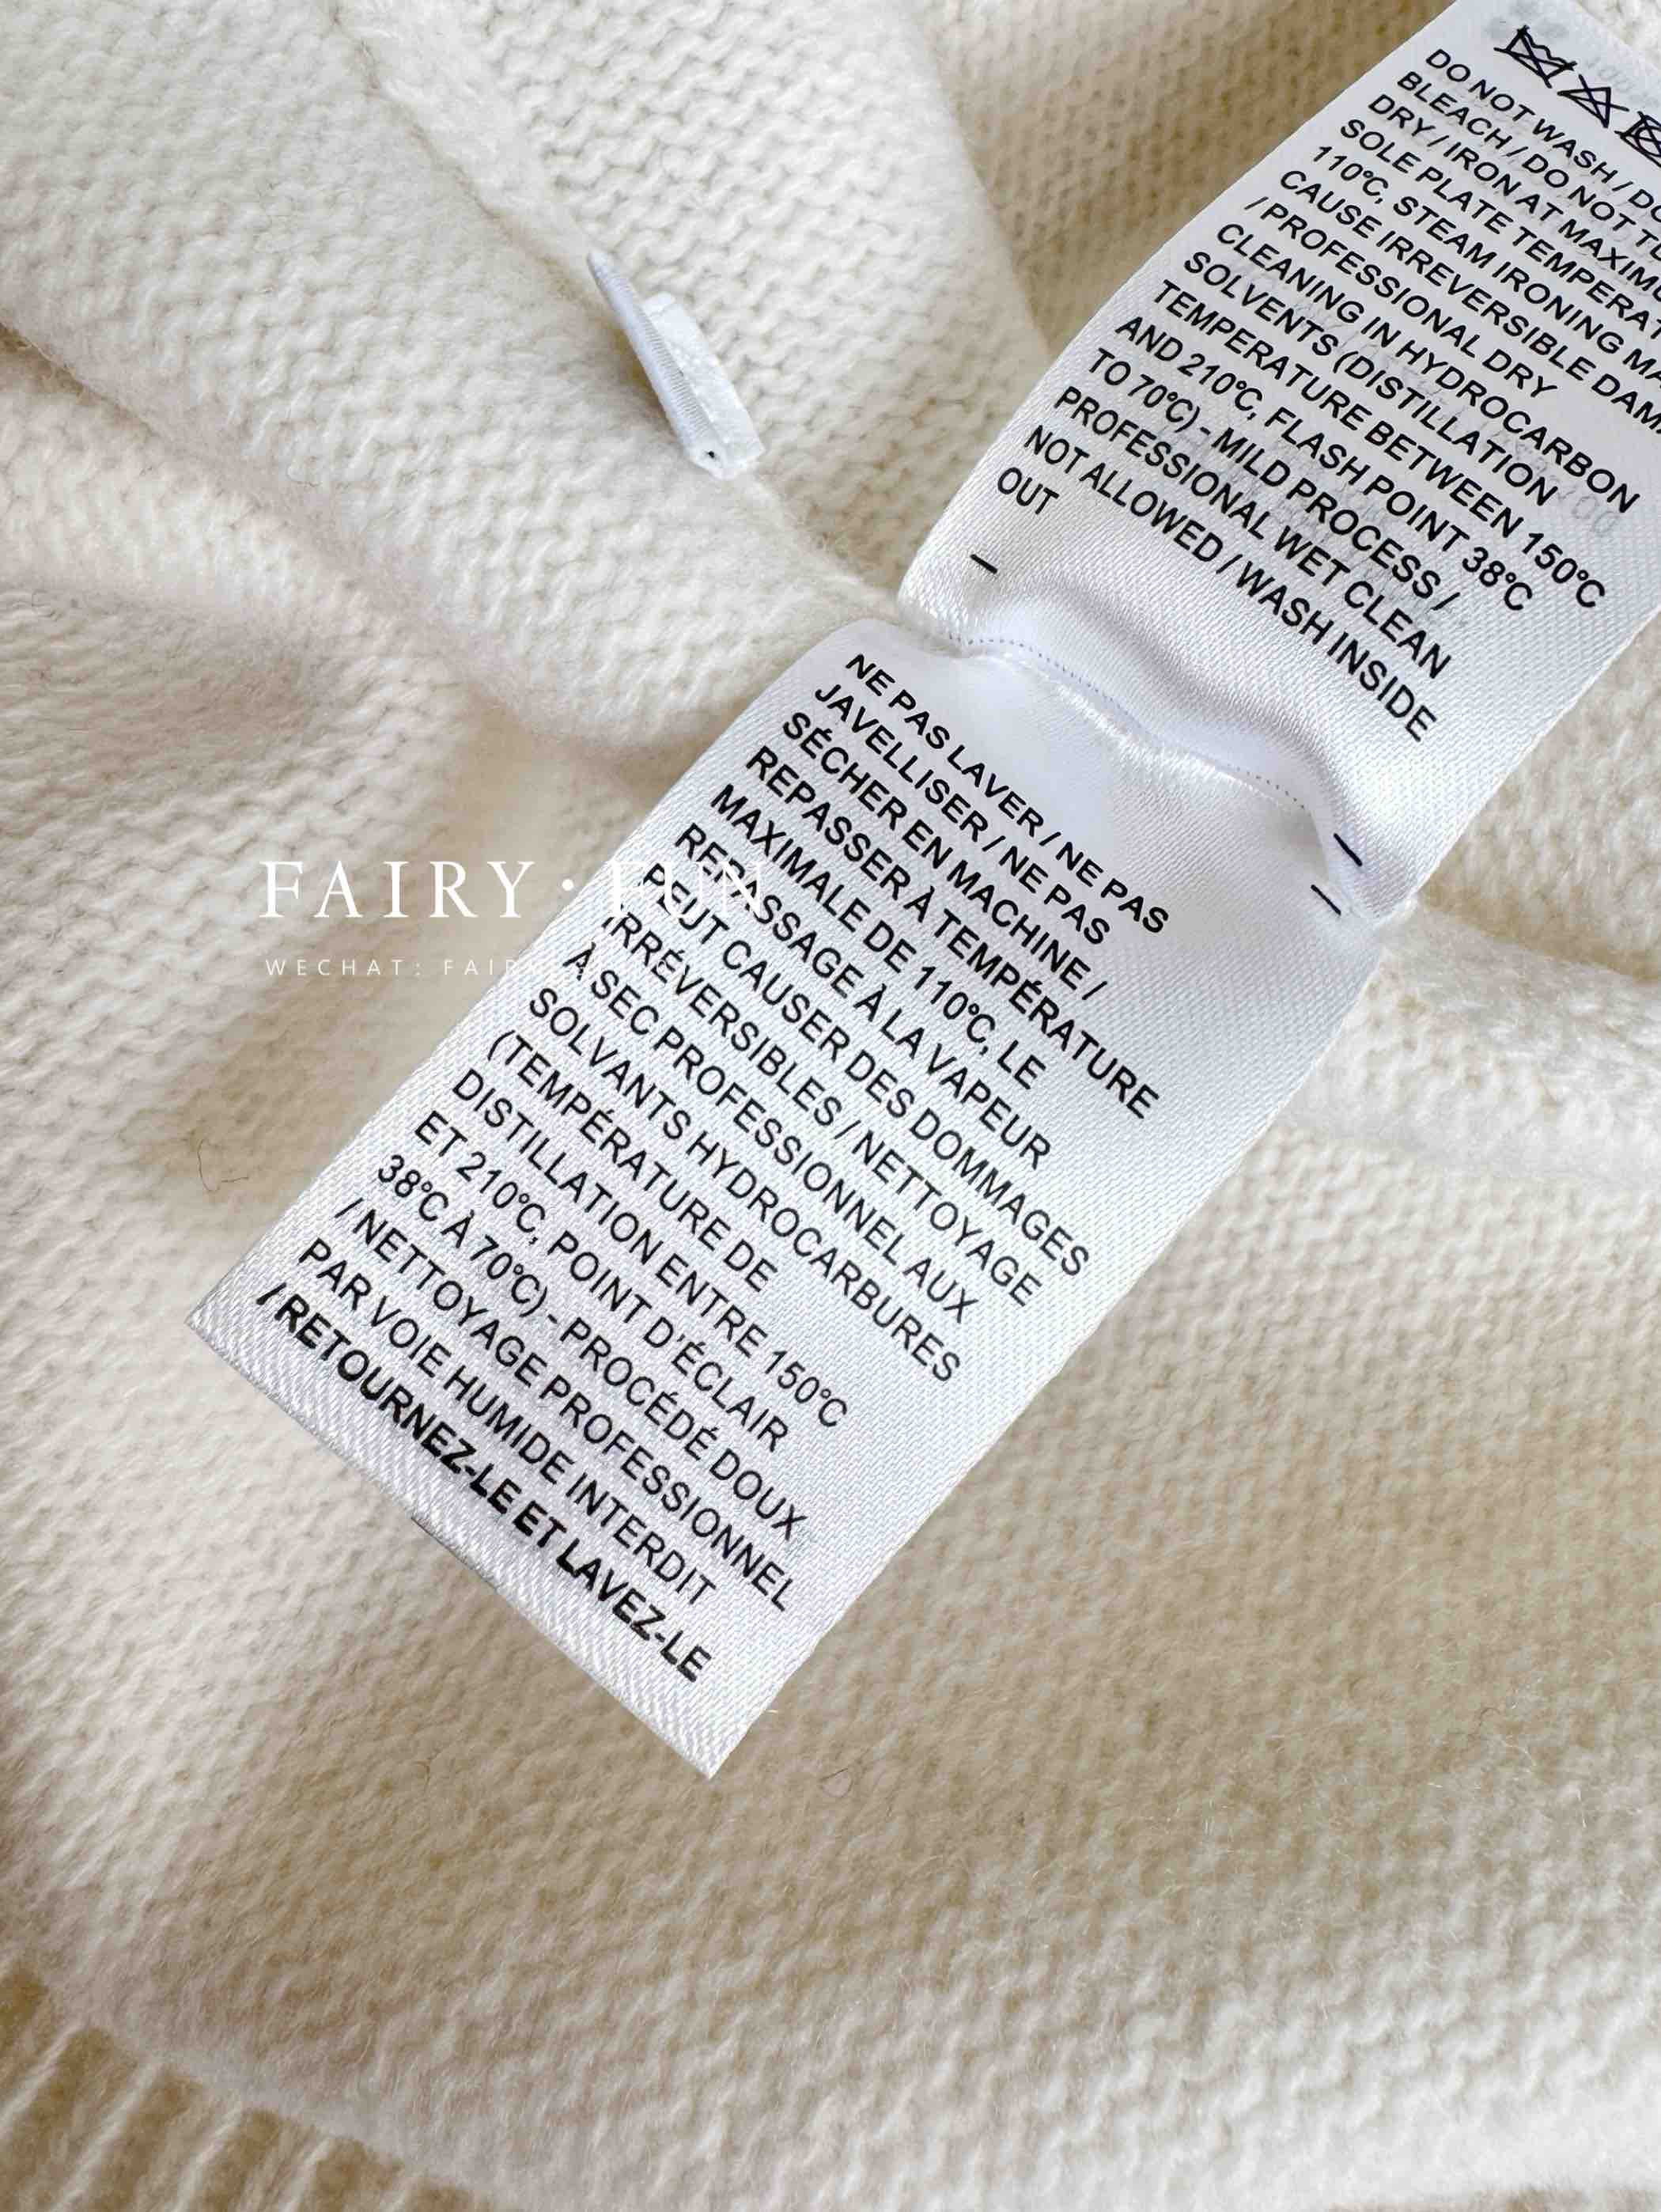 DO NOT WASH / DO
BLEACH / DO NOT
DRY / IRON AT
SOLE PLATE
110°C, STEAM IRONING
CAUSE IRREVERSIBLE
/ PROFESSIONAL DRY
CLEANING IN HYDROCARBON
SOLVENTS (DISTILLATION
TEMPERATURE BETWEEN 150°C
AND 210°C, FLASH POINT 38°C
TO 70°C) - MILD PROCESS /
PROFESSIONAL WET CLEAN
NOT ALLOWED / WASH INSIDE
OUT
NE PAS LAVER / NE PAS
JAVELLISER / NE PAS
SÉCHER EN MACHINE /
REPASSER À TEMPÉRATURE
MAXIMALE DE 110°C, LE
REPASSAGE À LA VAPEUR
PEUT CAUSER DES DOMMAGES
IRRÉVERSIBLES / NETTOYAGE
À SEC PROFESSIONNEL AUX
SOLVANTS HYDROCARBURES
(TEMPÉRATURE DE
DISTILLATION ENTRE 150°C
ET 210°C, POINT D'ÉCLAIR
38°C À 70°C) - PROCÉDÉ DOUX
/ NETTOYAGE PROFESSIONNEL
PAR VOIE HUMIDE INTERDIT
/ RETOURNEZ-LE ET LAVEZ-LE
FAIRY·
WECHAT: